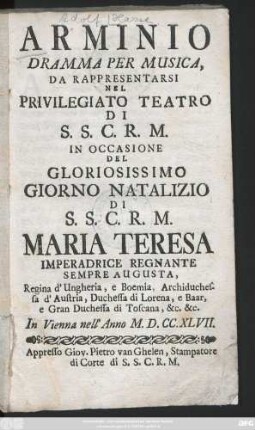 Adolf Hasse
ARMINIO
DRAMMA PER MUSICA,
DA RAPPRESENTARSI
NEL
PRIVILEGIATO TEATRO
DI
S. S. C. R. M.
IN OCCASIONE
DEL
GLORIOSISSIMO
GIORNO NATALIZIO
DI
S. S. C. R. M.
MARIA TERESA
IMPERADRICE REGNANTE
SEMPRE AUGUSTA,
Regina d'Ungheria, e Boemia, Archiduches-
sa d'Austria, Duchessa di Lorena, e Baar,
e Gran Duchessa di Toscana, &c. &c.
In Vienna nell' Anno M. D. CC. XLVII.
Appresso Giov. Pietro van Ghelen, Stampatore
di Corte di S. S. C. R. M.